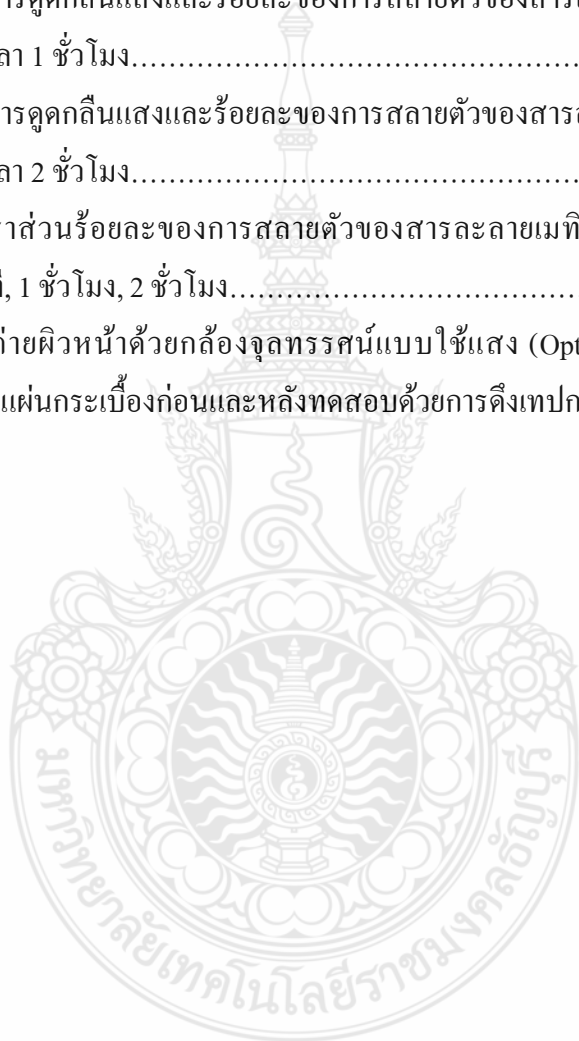 ารดูดกลืนแสงและร้อยละของการสลายตัวของสารล
ลา 1 ชั่วโมง.......................................................
ารดูดกลืนแสงและร้อยละของการสลายตัวของสารล
ลา 2 ชั่วโมง.......................................................
ราส่วนร้อยละของการสลายตัวของสารละลายเมทิ
ี, 1 ชั่วโมง, 2 ชั่วโมง.............................................
ถ่ายผิวหน้าด้วยกล้องจุลทรรศน์แบบใช้แสง (Opt
แผ่นกระเบื้องก่อนและหลังทดสอบด้วยการดึงเทปก
มหาวิทยาลัยเทคโนโลยีราชมงคลธัญบุรี